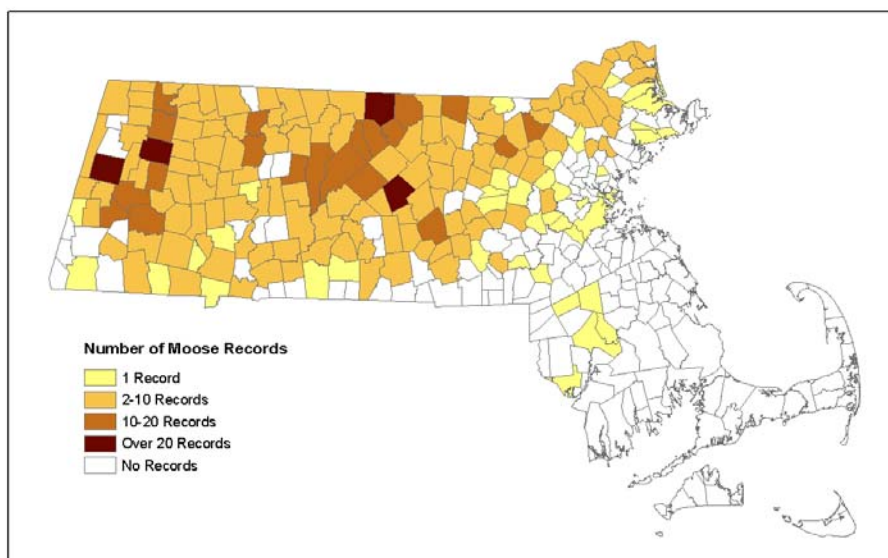 Number of Moose Records
1 Record
2-10 Records
10-20 Records
Over 20 Records
No Records